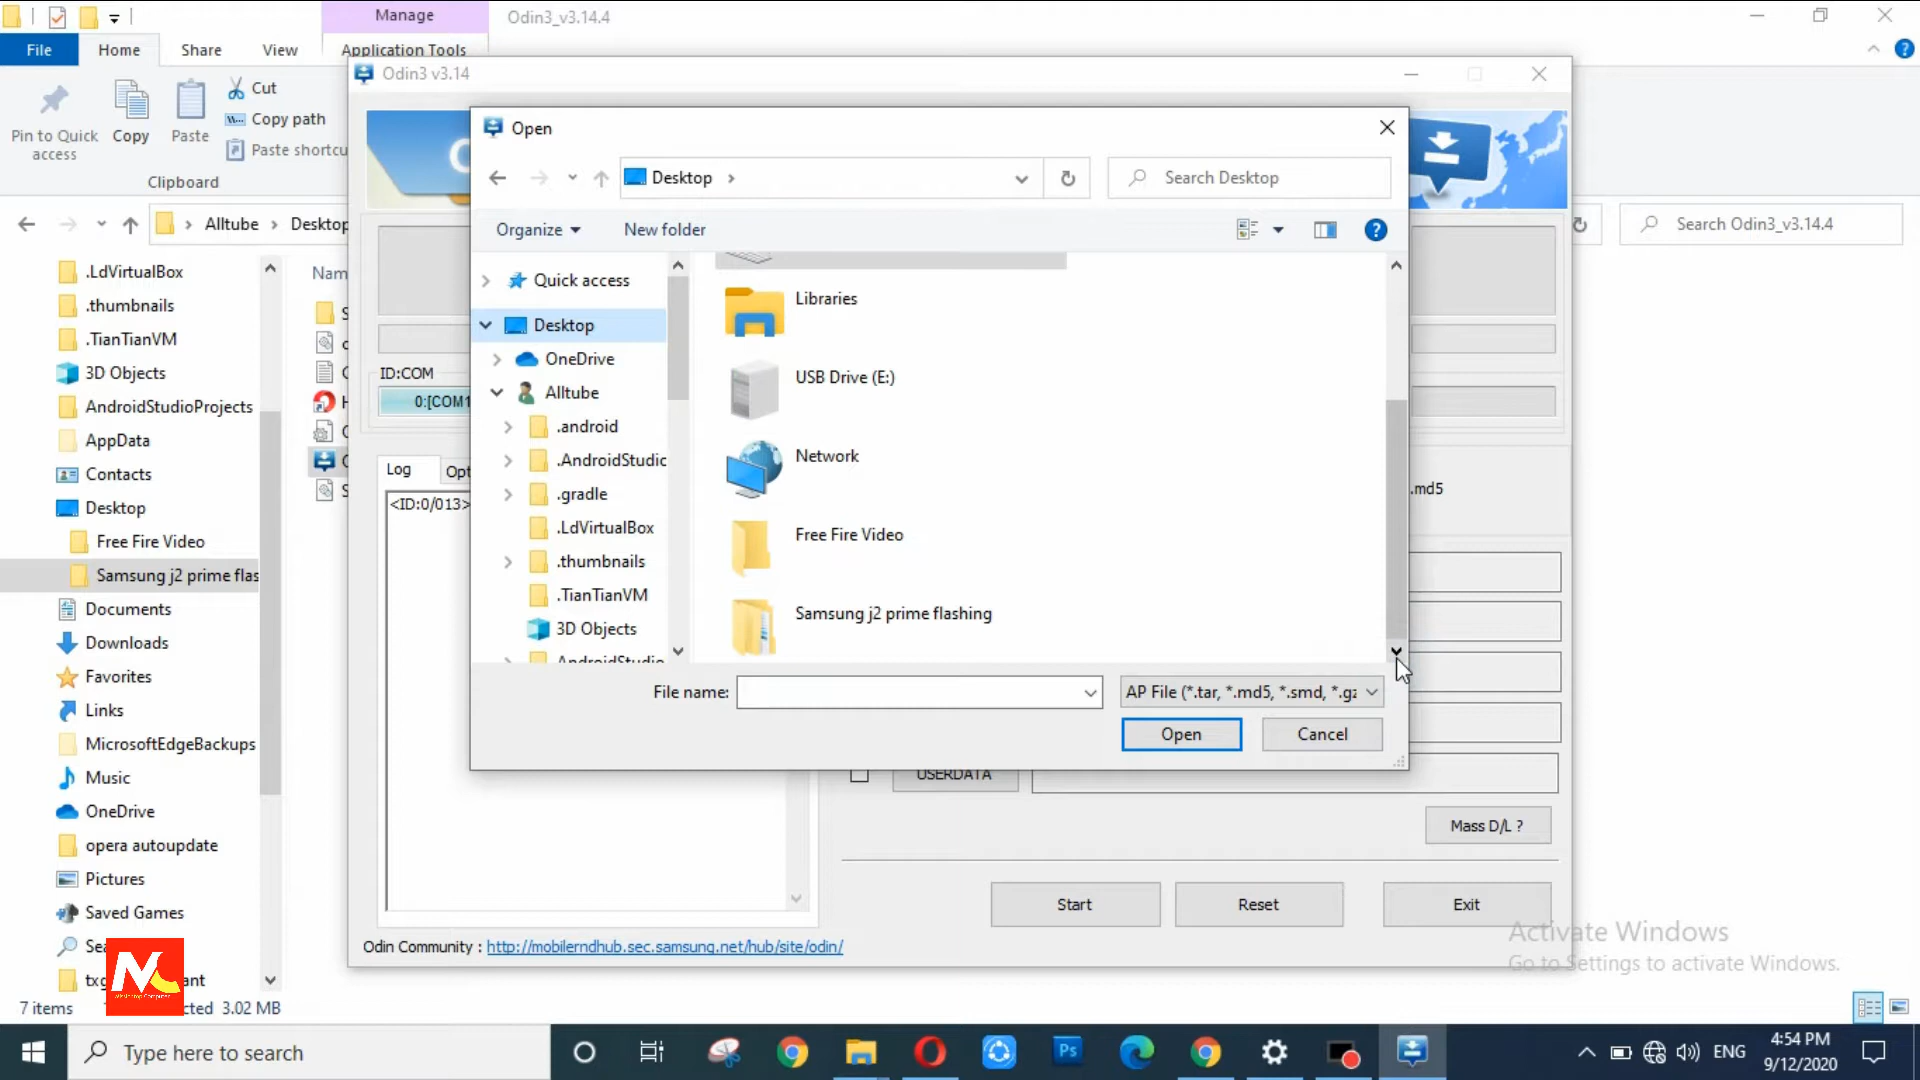 Manage
Odin3_v3.14.4
File
Home
Share
View
Application Tools
Pin to Quick access
Copy
Paste
Cut
Copy path
Paste shortcu
Clipboard
Alltube
Desktop
Search Odin3_v3.14.4
.LdVirtualBox
.thumbnails
.TianTianVM
3D Objects
AndroidStudioProjects
AppData
Contacts
Desktop
Free Fire Video
Samsung j2 prime flas
Documents
Downloads
Favorites
Links
MicrosoftEdgeBackups
Music
OneDrive
opera autoupdate
Pictures
Saved Games
Nam
7 items
3.02 MB
Odin3 v3.14
ID:COM
0:[COM1
Log
Opt
<ID:0/013>
.md5
USERDATA
Mass D/L ?
Start
Reset
Exit
Odin Community : http://mobilerndhub.sec.samsung.net/hub/site/odin/
Open
Desktop
Search Desktop
Organize
New folder
Quick access
Desktop
OneDrive
Alltube
.android
.AndroidStudic
.gradle
.LdVirtualBox
.thumbnails
.TianTianVM
3D Objects
AndroidStudio
Libraries
USB Drive (E:)
Network
Free Fire Video
Samsung j2 prime flashing
File name:
AP File (*.tar, *.md5, *.smd, *.gz
Open
Cancel
Activate Windows
Go to Settings to activate Windows.
Type here to search
Ps
ENG
4:54 PM
9/12/2020